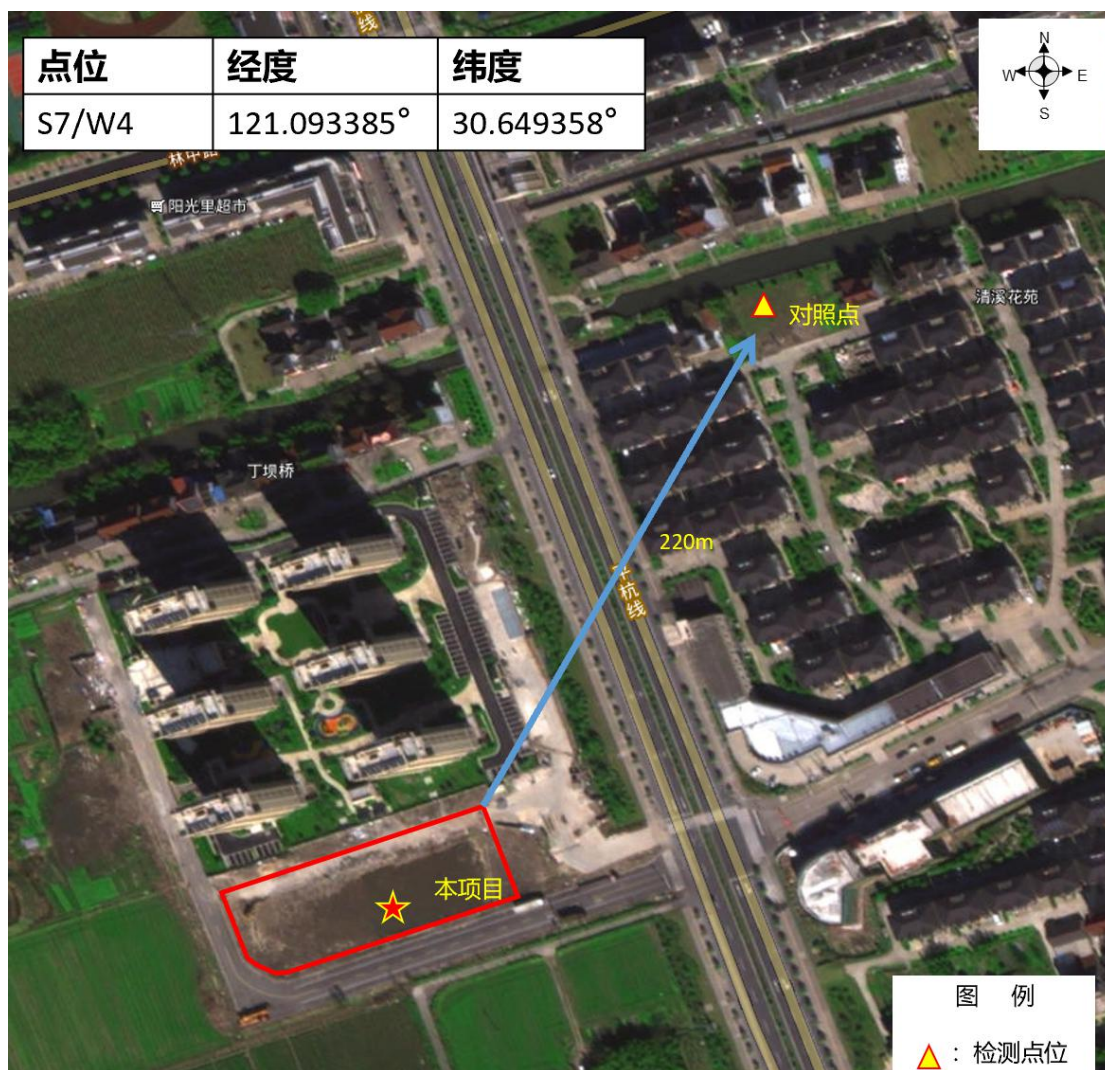 点位 经度 纬度
S7/W4 121.093385° 30.649358°
N
W E
S
阳光里超市
清溪花苑
对照点
丁坝桥
220m
平杭线
本项目
图 例
：检测点位